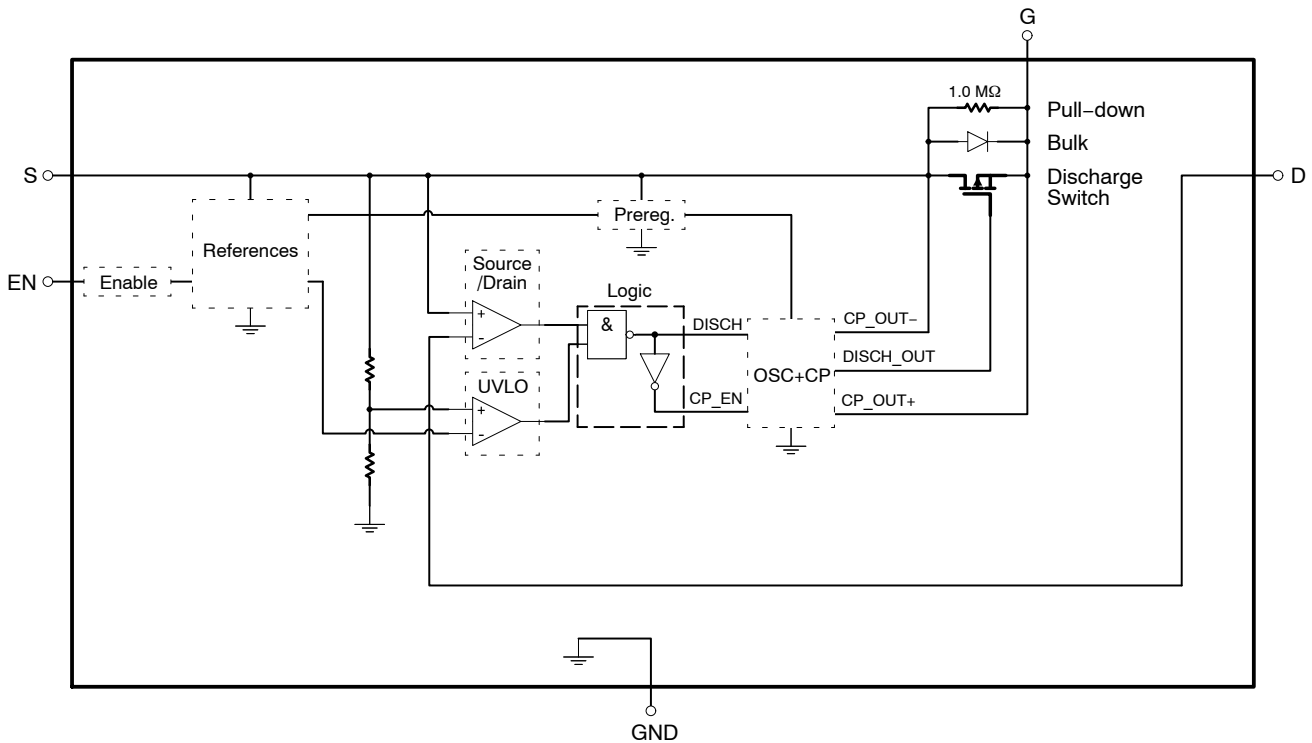 G
1.0 MΩ
Pull−down
Bulk
S
Discharge
Switch
D
Prereg.
References
Source
/Drain
EN
Enable
Logic
+
-
&
DISCH
CP_OUT−
DISCH_OUT
OSC+CP
UVLO
CP_EN
CP_OUT+
+
-
GND